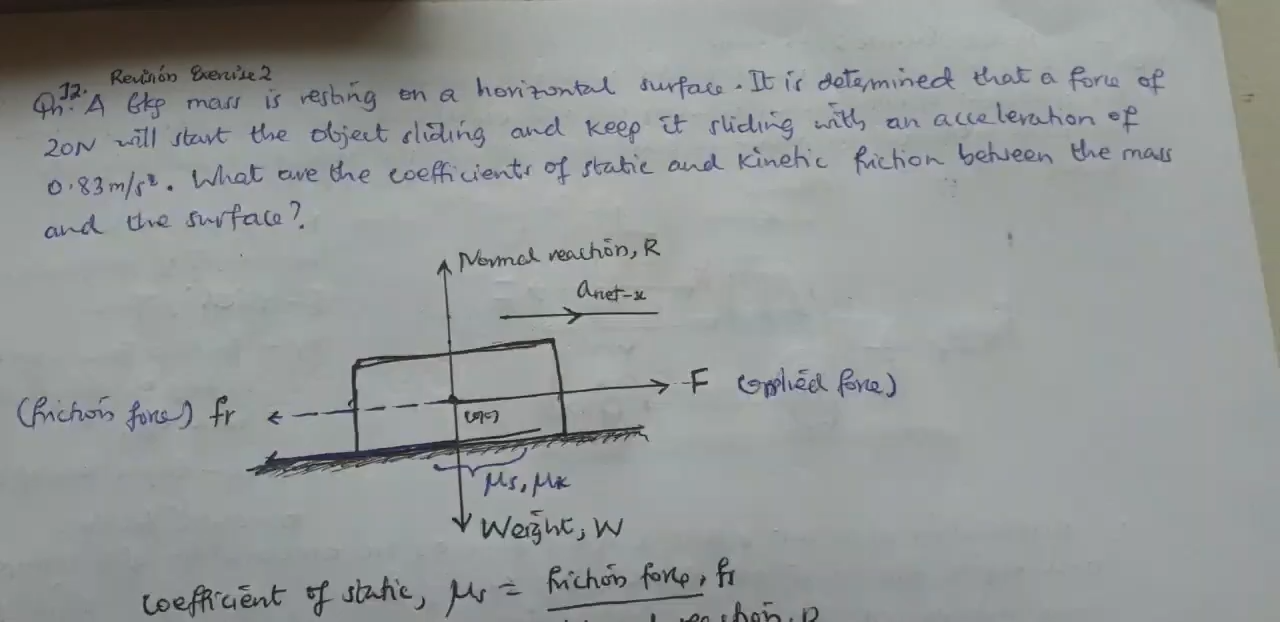 Revision Exercise 2
Qn 12. A 6kg mass is resting on a horizontal surface. It is determined that a force of
20N will start the object sliding and keep it sliding with an acceleration of
0.83m/s². What are the coefficients of static and kinetic friction between the mass
and the surface?
Normal reaction, R
anet-x
F (applied force)
(friction force) fr
μs, μk
Weight, W
coefficient of static, μs = friction force, fr
reaction, R